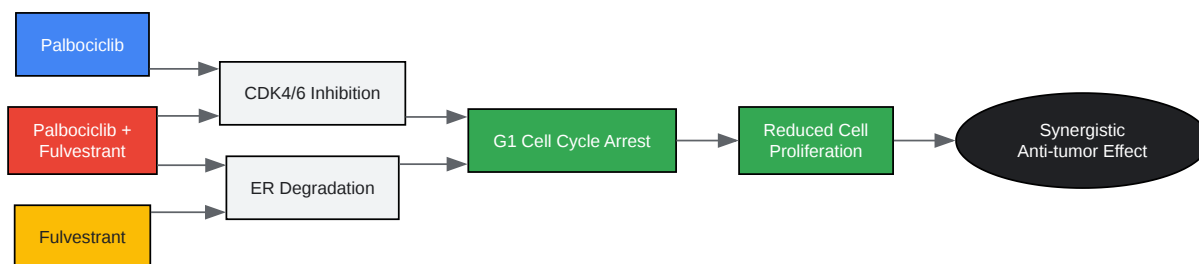 Palbociclib
CDK4/6 Inhibition
Palbociclib +
Fulvestrant
G1 Cell Cycle Arrest
Reduced Cell
Proliferation
Synergistic
Anti-tumor Effect
ER Degradation
Fulvestrant